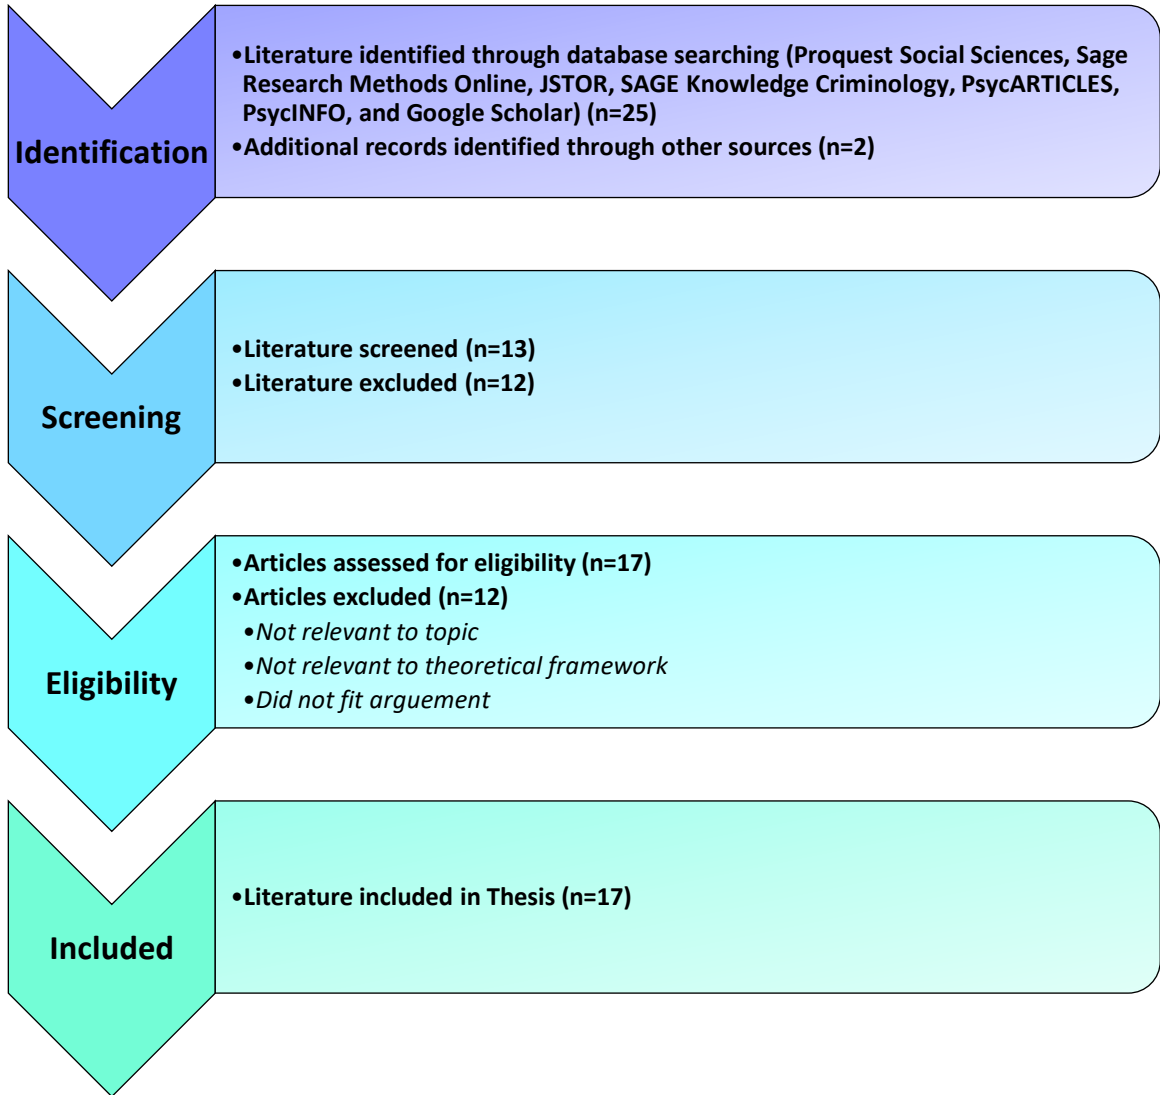 Identification
•Literature identified through database searching (Proquest Social Sciences, Sage
Research Methods Online, JSTOR, SAGE Knowledge Criminology, PsycARTICLES,
PsycINFO, and Google Scholar) (n=25)
•Additional records identified through other sources (n=2)
Screening
•Literature screened (n=13)
•Literature excluded (n=12)
Eligibility
•Articles assessed for eligibility (n=17)
•Articles excluded (n=12)
•Not relevant to topic
•Not relevant to theoretical framework
•Did not fit arguement
Included
•Literature included in Thesis (n=17)